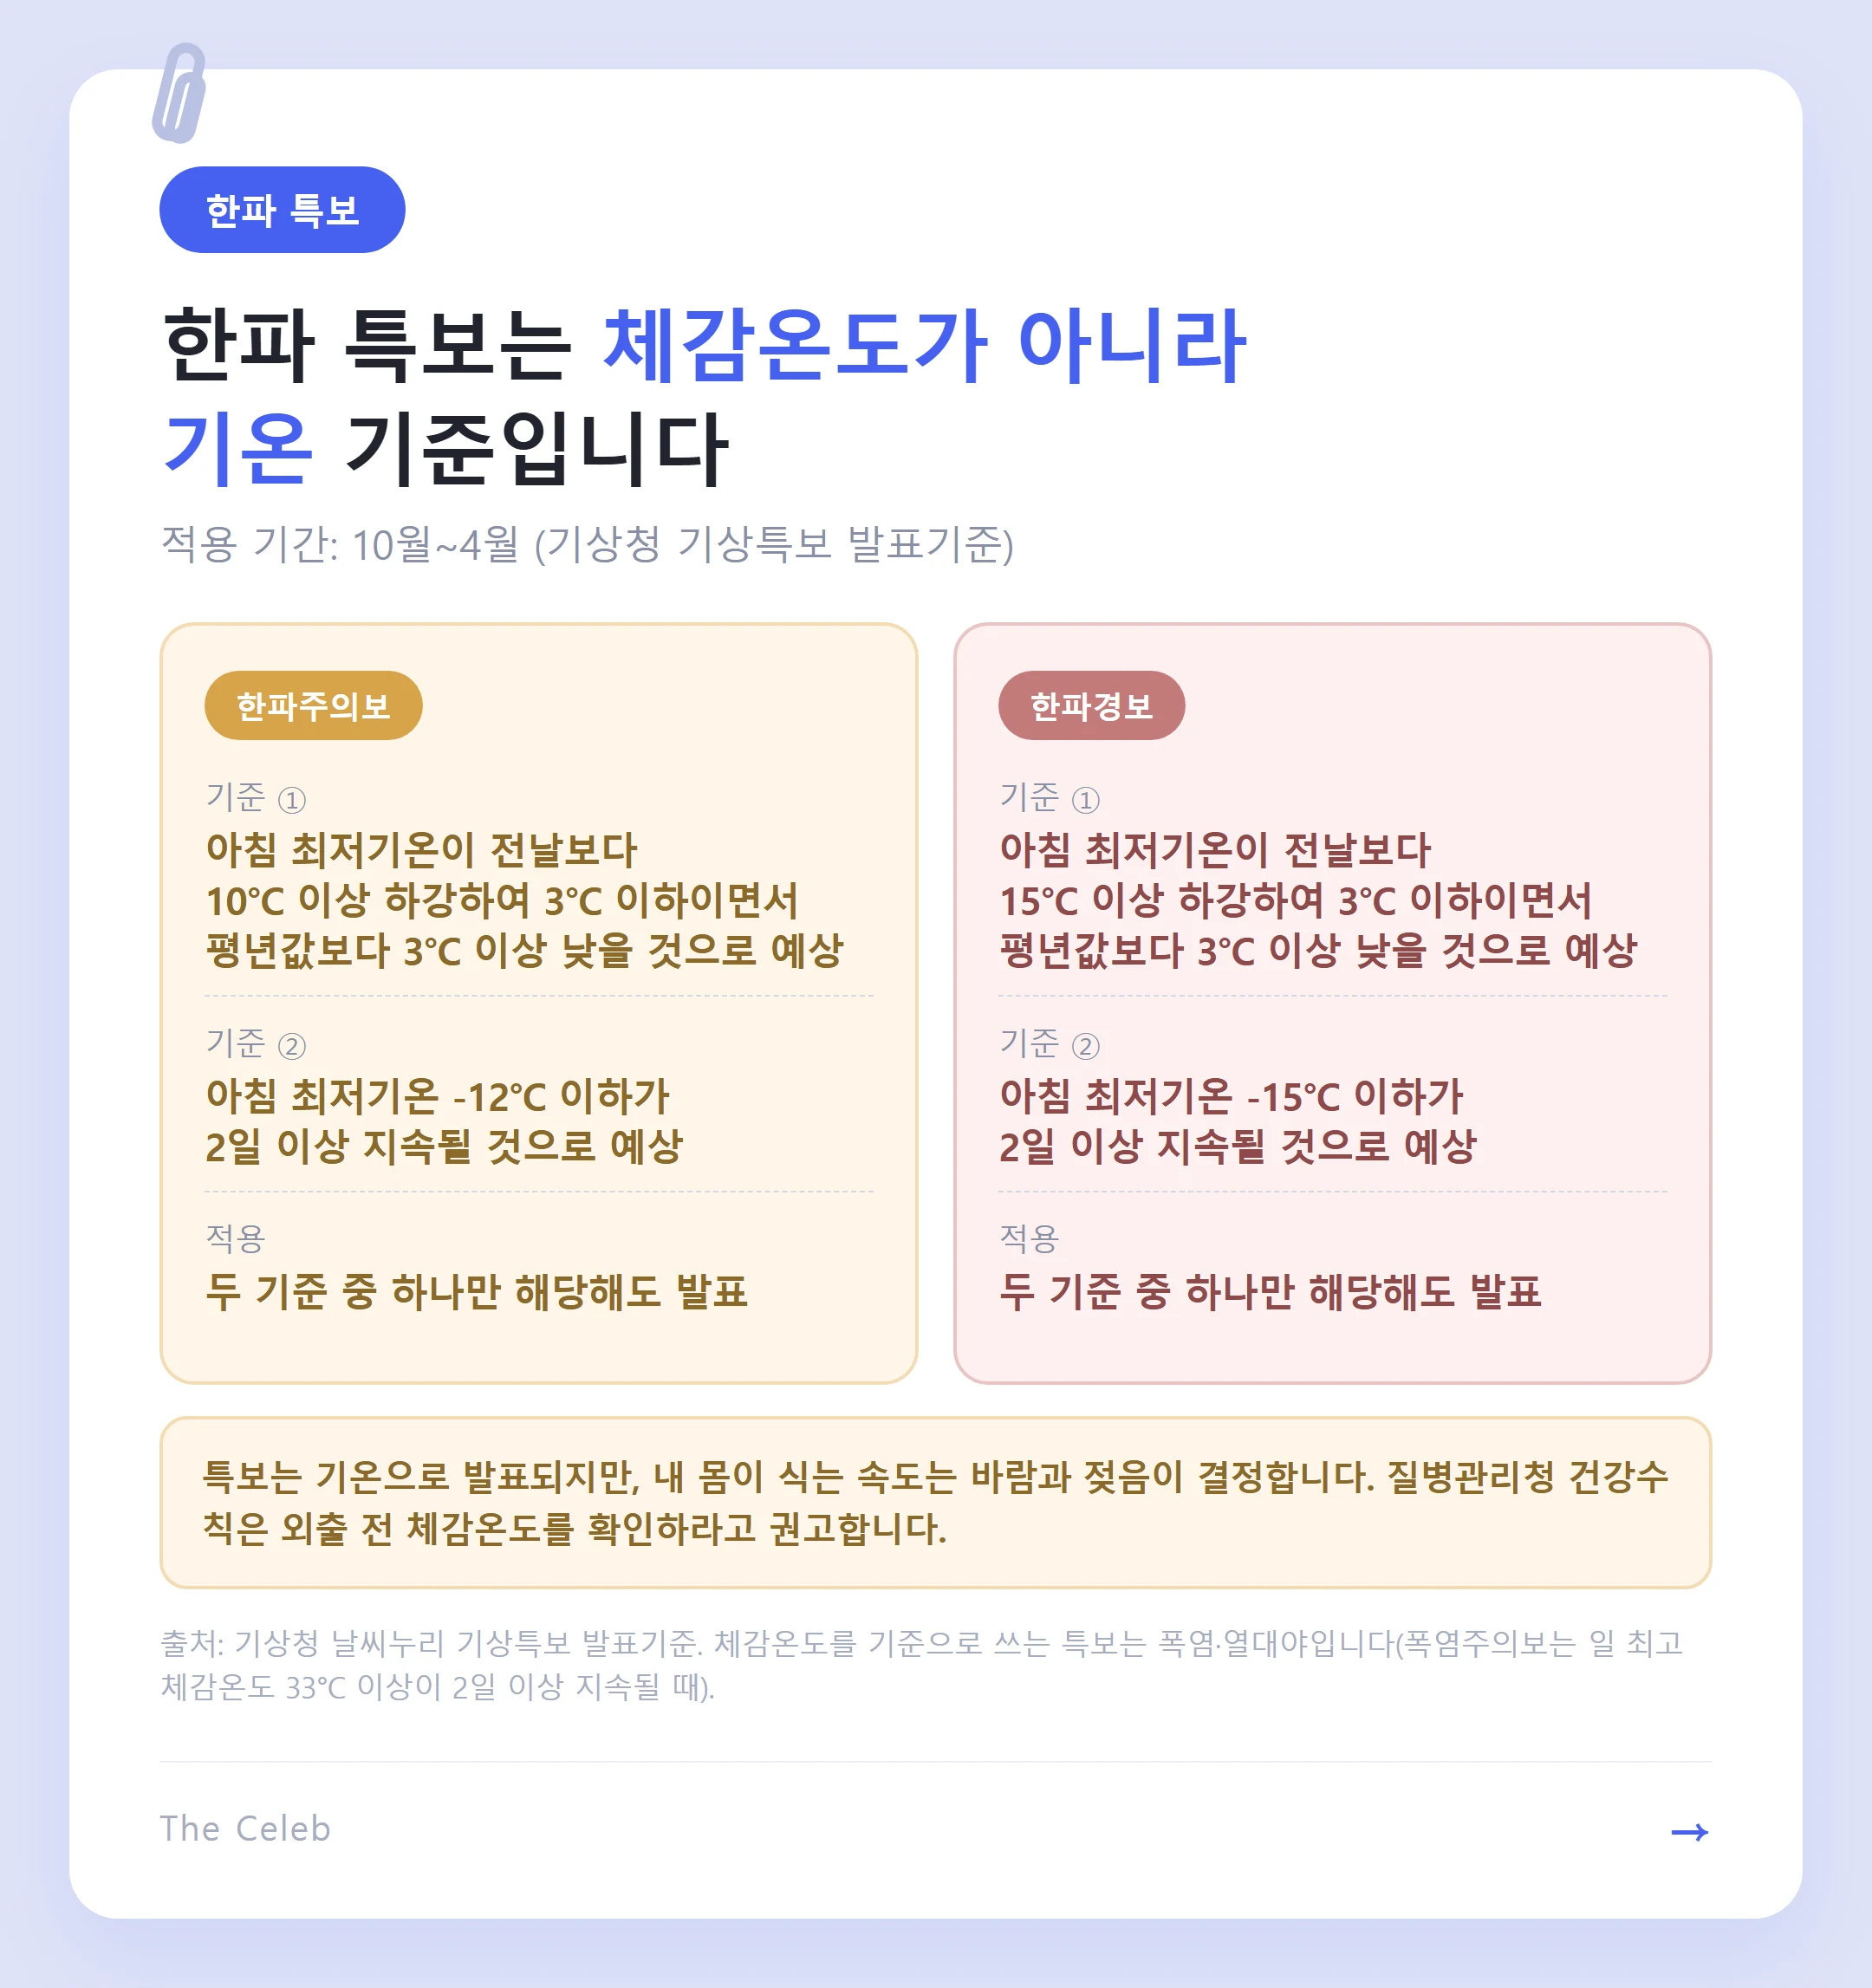 한파 특보
한파 특보는 체감온도가 아니라
기온 기준입니다
적용 기간: 10월~4월 (기상청 기상특보 발표기준)
한파주의보
기준 ①
아침 최저기온이 전날보다
10℃ 이상 하강하여 3℃ 이하이면서
평년값보다 3℃ 이상 낮을 것으로 예상
기준 ②
아침 최저기온 -12℃ 이하가
2일 이상 지속될 것으로 예상
적용
두 기준 중 하나만 해당해도 발표
한파경보
기준 ①
아침 최저기온이 전날보다
15℃ 이상 하강하여 3℃ 이하이면서
평년값보다 3℃ 이상 낮을 것으로 예상
기준 ②
아침 최저기온 -15℃ 이하가
2일 이상 지속될 것으로 예상
적용
두 기준 중 하나만 해당해도 발표
특보는 기온으로 발표되지만, 내 몸이 식는 속도는 바람과 젖음이 결정합니다. 질병관리청 건강수
칙은 외출 전 체감온도를 확인하라고 권고합니다.
출처: 기상청 날씨누리 기상특보 발표기준. 체감온도를 기준으로 쓰는 특보는 폭염·열대야입니다(폭염주의보는 일 최고
체감온도 33℃ 이상이 2일 이상 지속될 때).
The Celeb →